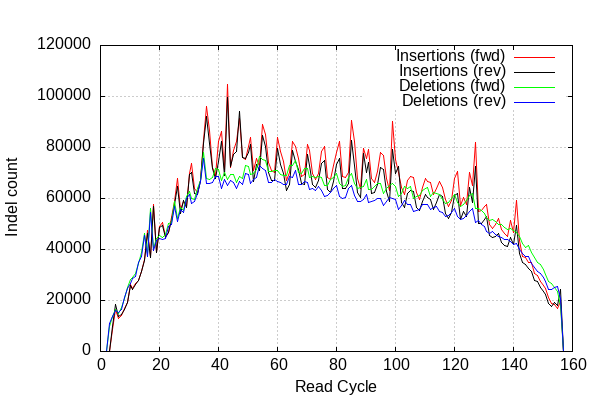 Insertions (fwd)
Insertions (rev)
Deletions (fwd)
Deletions (rev)
120000
100000
80000
60000
40000
20000
0
Indel count
0 20 40 60 80 100 120 140 160
Read Cycle